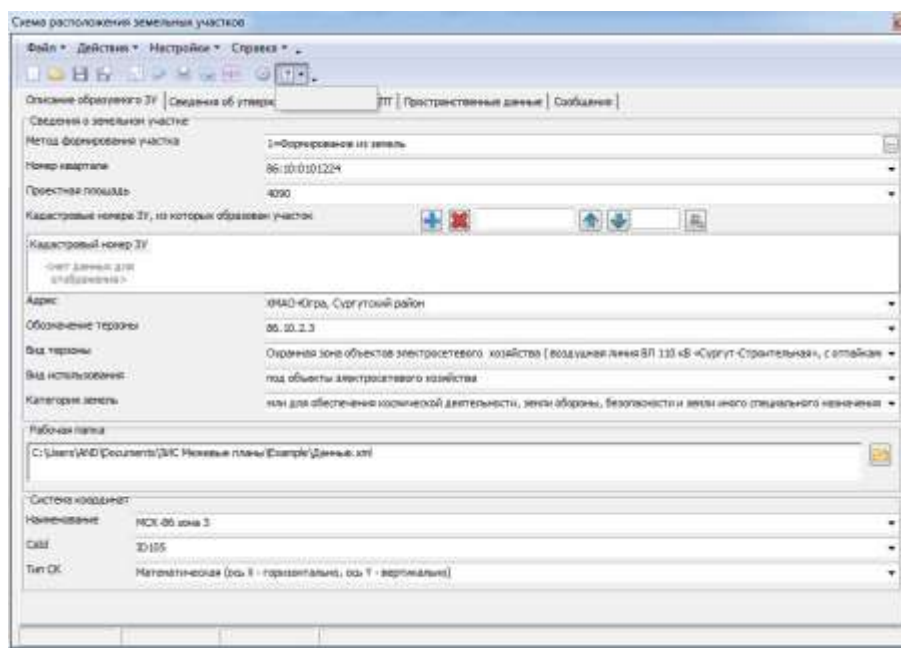 Схема расположения земельных участков
Файл Действия Настройки Справка
Описание образуемого ЗУ Сведения об утверж ПТ Пространственные данные Сообщения
Сведения о земельном участке
Метод формирования участка 1=Формирование из земель
Номер квартала 86:10:0101224
Проектная площадь 4090
Кадастровые номера ЗУ, из которых образован участок
Кадастровый номер ЗУ
<нет данных для
отображения>
Адрес ХМАО-Югра, Сургутский район
Обозначение терзоны 86.10.2.3
Вид терзоны Охранная зона объектов электросетевого хозяйства (воздушная линия ВЛ 110 кВ «Сургут-Строительная», с отпайкам
Вид использования под объекты электросетевого хозяйства
Категория земель мли для обеспечения космической деятельности, земли обороны, безопасности и земли иного специального назначения
Рабочая папка
C:\Users\AND\Documents\ЗИС Межевые планы\Example\Данные.xml
Система координат
Наименование МСК-86 зона 3
CsId ID105
Тип СК Математическая (ось X - горизонтально, ось Y - вертикально)